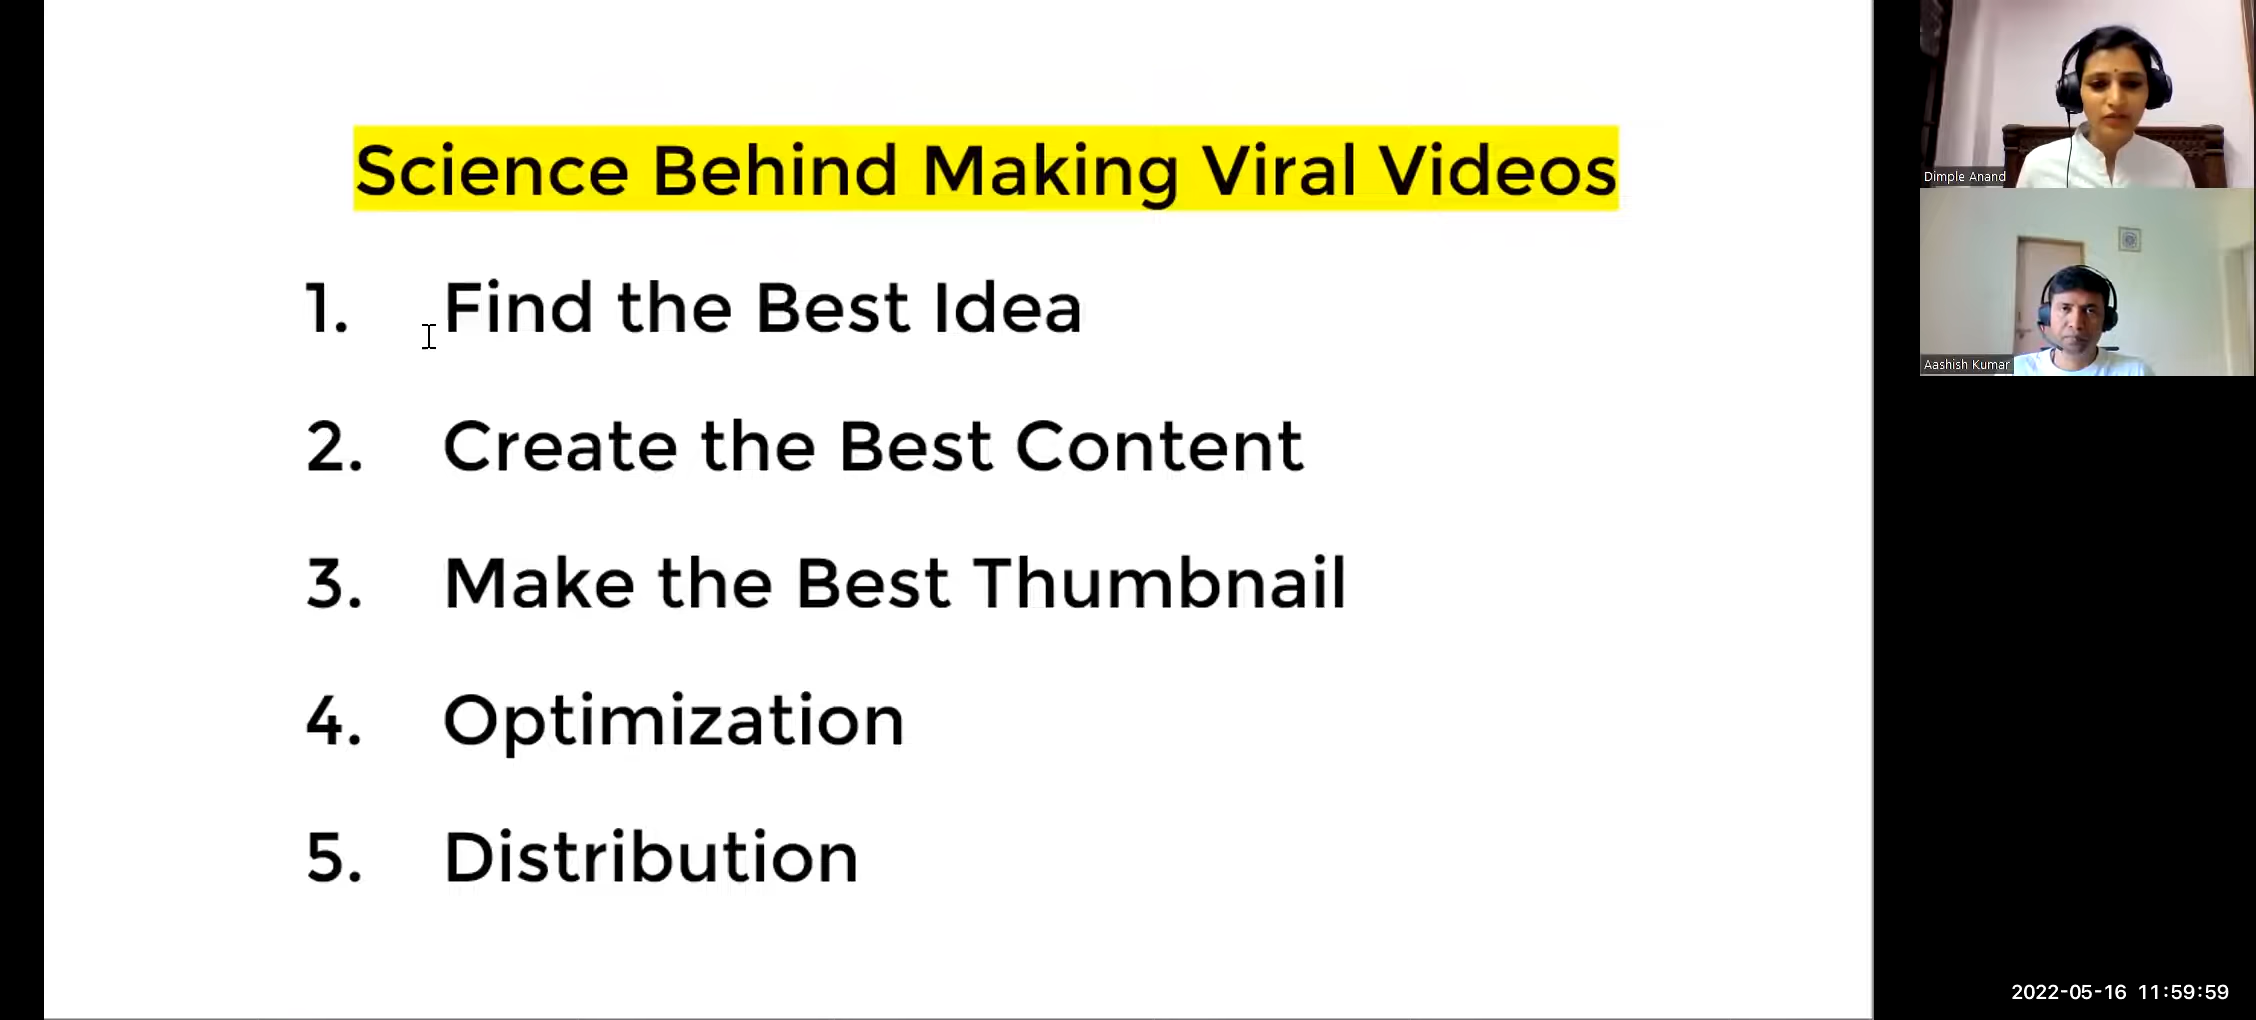 Science Behind Making Viral Videos
1. Find the Best Idea
2. Create the Best Content
3. Make the Best Thumbnail
4. Optimization
5. Distribution
Dimple Anand
Aashish Kumar
2022-05-16 11:59:59